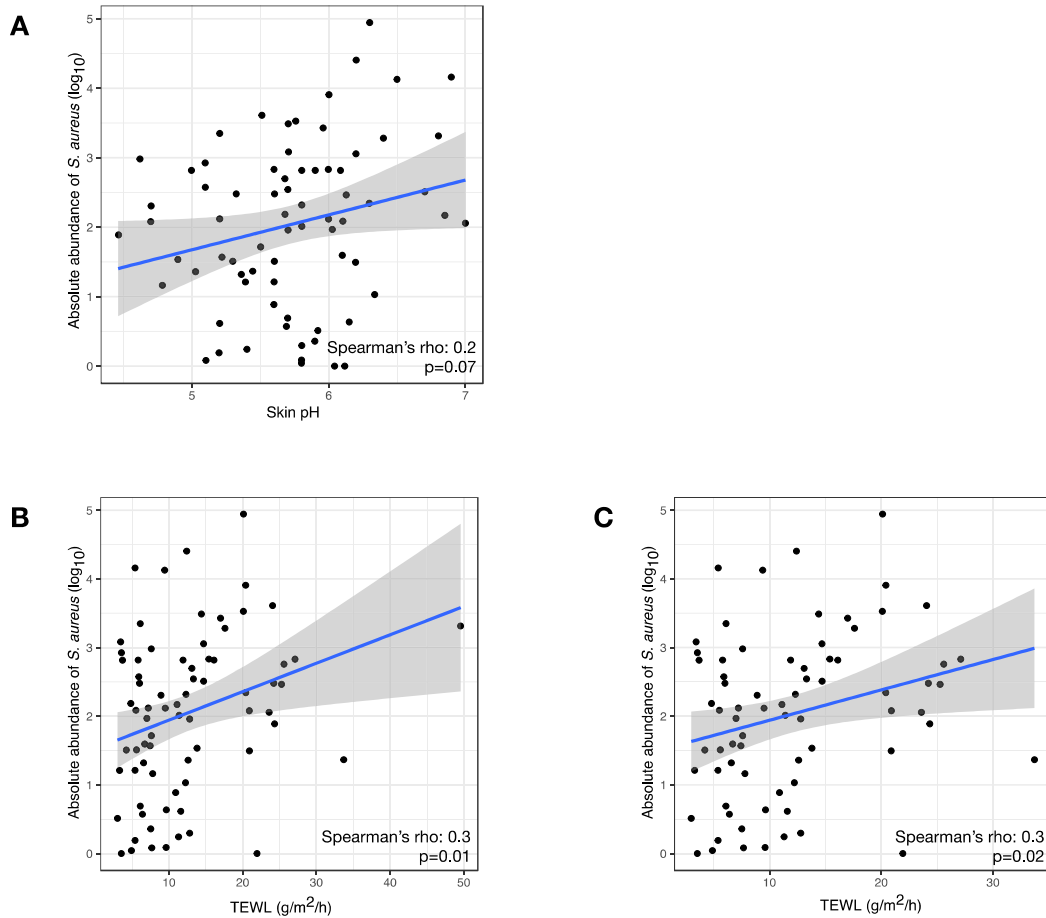 A
Absolute abundance of S. aureus (log10)
5
4
3
2
1
0
Spearman's rho: 0.2
p=0.07
5 6 7
Skin pH
B
Absolute abundance of S. aureus (log10)
5
4
3
2
1
0
Spearman's rho: 0.3
p=0.01
10 20 30 40 50
TEWL (g/m2/h)
C
Absolute abundance of S. aureus (log10)
5
4
3
2
1
0
Spearman's rho: 0.3
p=0.02
10 20 30
TEWL (g/m2/h)